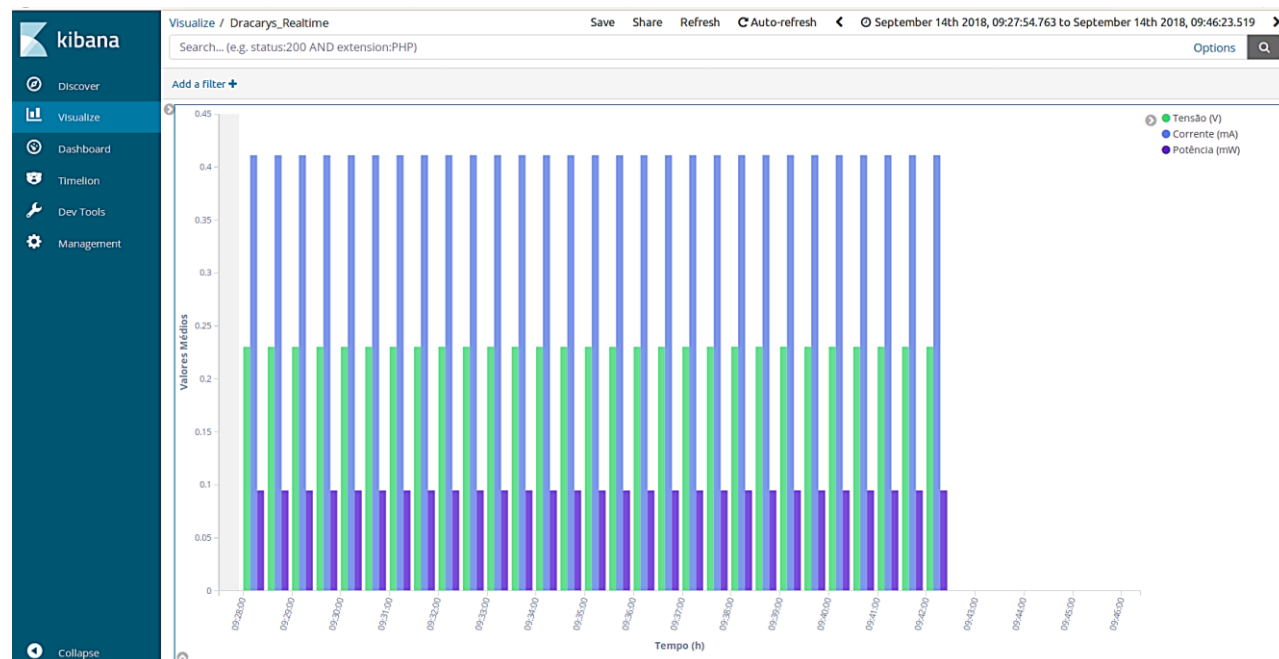 kibana
Discover
Visualize
Dashboard
Timelion
Dev Tools
Management
Collapse
Visualize / Dracarys_Realtime
Save Share Refresh Auto-refresh September 14th 2018, 09:27:54.763 to September 14th 2018, 09:46:23.519
Search... (e.g. status:200 AND extension:PHP)
Options
Add a filter +
Tensão (V)
Corrente (mA)
Potência (mW)
Valores Médios
0.45
0.4
0.35
0.3
0.25
0.2
0.15
0.1
0.05
0
09:28:00
09:29:00
09:30:00
09:31:00
09:32:00
09:33:00
09:34:00
09:35:00
09:36:00
09:37:00
09:38:00
09:39:00
09:40:00
09:41:00
09:42:00
09:43:00
09:44:00
09:45:00
09:46:00
Tempo (h)